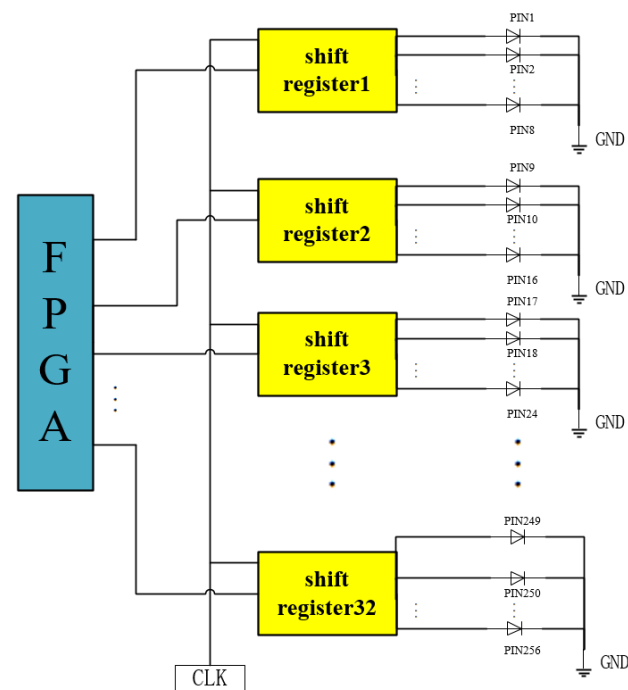 PIN1
shift
register1
PIN2
PIN8
GND
PIN9
shift
register2
PIN10
PIN16
GND
F
P
G
A
PIN17
shift
register3
PIN18
PIN24
GND
PIN249
shift
register32
PIN250
PIN256
GND
CLK